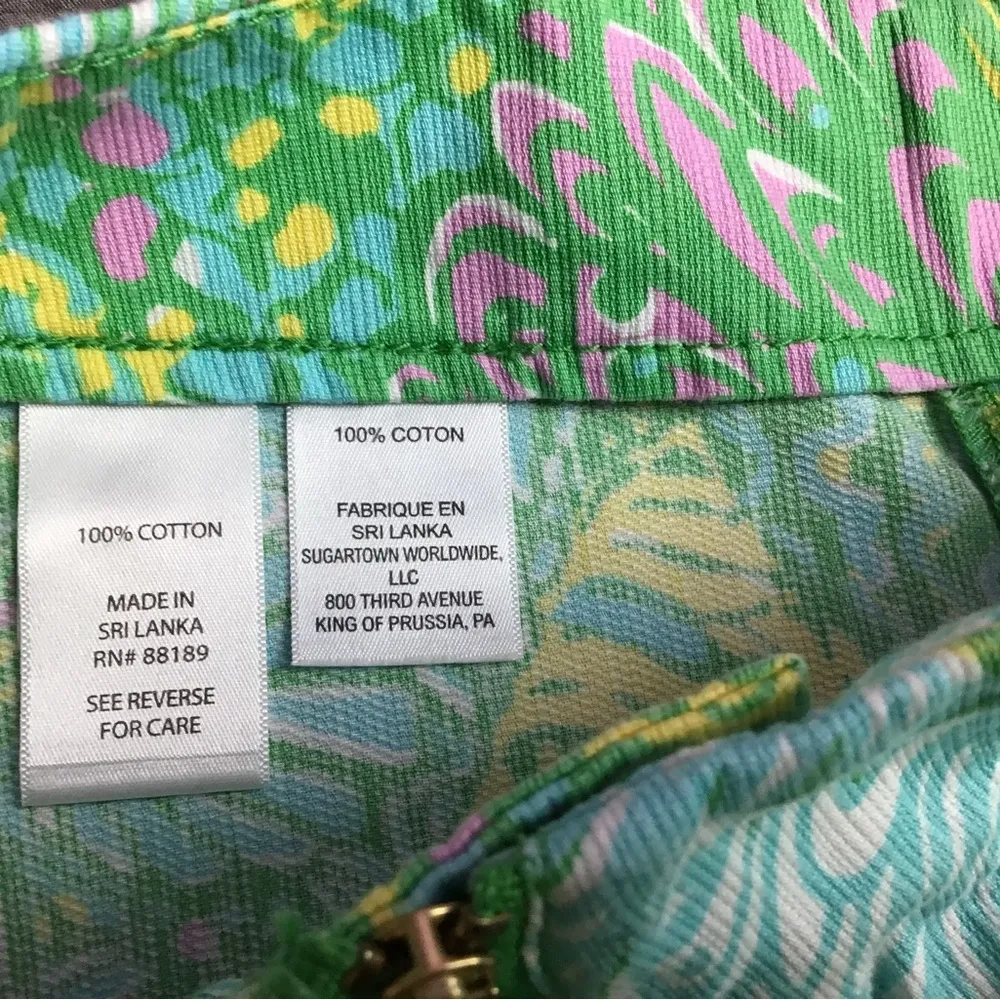 100% COTTON
MADE IN
SRI LANKA
RN# 88189
SEE REVERSE
FOR CARE
100% COTON
FABRIQUE EN
SRI LANKA
SUGARTOWN WORLDWIDE,
LLC
800 THIRD AVENUE
KING OF PRUSSIA, PA